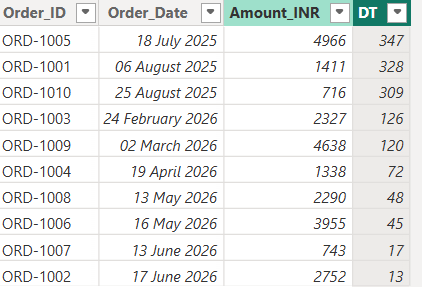 Order_ID Order_Date Amount_INR DT
ORD-1005 18 July 2025 4966 347
ORD-1001 06 August 2025 1411 328
ORD-1010 25 August 2025 716 309
ORD-1003 24 February 2026 2327 126
ORD-1009 02 March 2026 4638 120
ORD-1004 19 April 2026 1338 72
ORD-1008 13 May 2026 2290 48
ORD-1006 16 May 2026 3955 45
ORD-1007 13 June 2026 743 17
ORD-1002 17 June 2026 2752 13